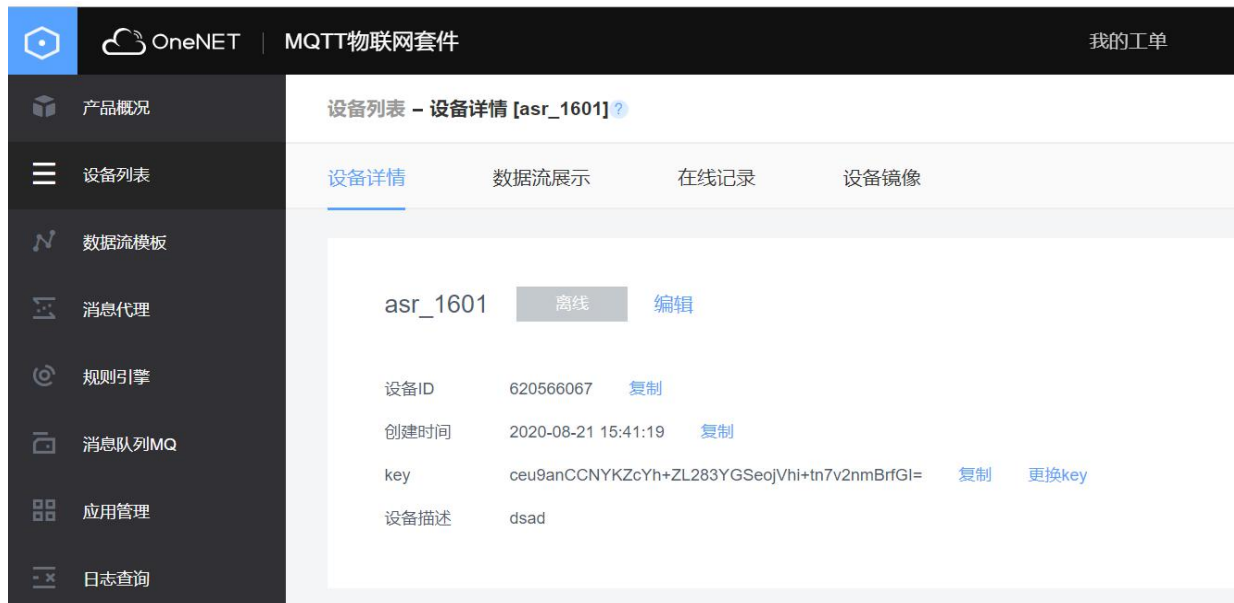 OneNET | MQTT物联网套件 我的工单
产品概况
设备列表
数据流模板
消息代理
规则引擎
消息队列MQ
应用管理
日志查询
设备列表 – 设备详情 [asr_1601] ?
设备详情 数据流展示 在线记录 设备镜像
asr_1601 离线 编辑
设备ID 620566067 复制
创建时间 2020-08-21 15:41:19 复制
key ceu9anCCNYKZcYh+ZL283YGSeojVhi+tn7v2nmBrfGI= 复制 更换key
设备描述 dsad